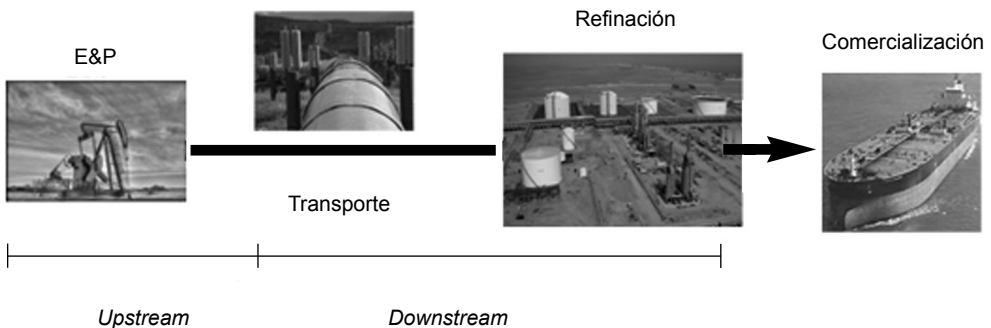 E&P
Refinación
Comercialización
Transporte
Upstream
Downstream